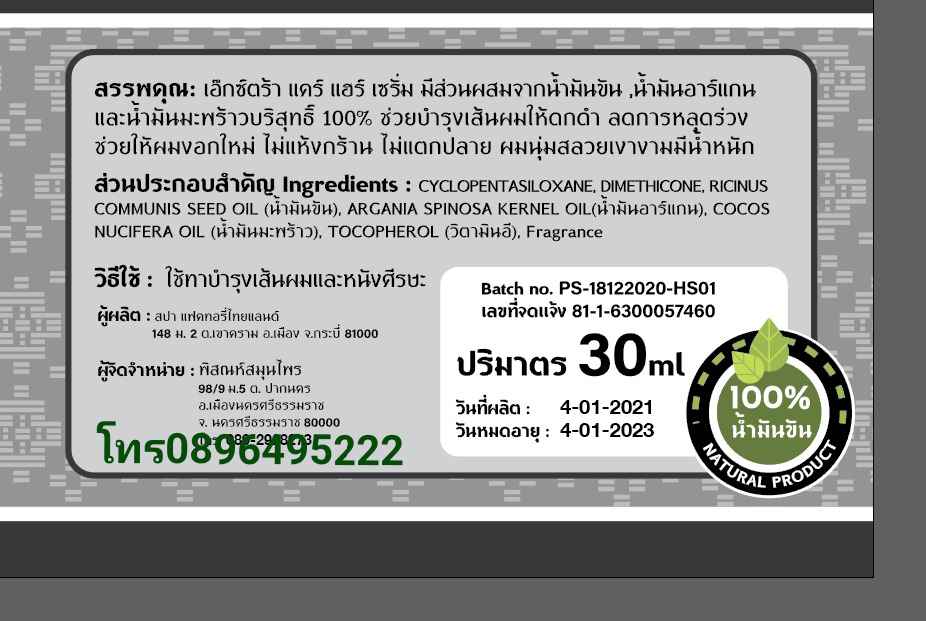 สรรพคุณ: เอ๊กซ์ตร้า แคร์ แฮร์ เซรั่ม มีส่วนผสมจากน้ำมันขัน ,น้ำมันอาร์แกน
และน้ำมันมะพร้าวบริสุทธิ์ 100% ช่วยบำรุงเส้นผมให้ดกดำ ลดการหลุดร่วง
ช่วยให้ผมงอกใหม่ ไม่แห้งกร้าน ไม่แตกปลาย ผมนุ่มสลวยเงางามมีน้ำหนัก
ส่วนประกอบสำคัญ Ingredients : CYCLOPENTASILOXANE, DIMETHICONE, RICINUS
COMMUNIS SEED OIL (น้ำมันขัน), ARGANIA SPINOSA KERNEL OIL(น้ำมันอาร์แกน), COCOS
NUCIFERA OIL (น้ำมันมะพร้าว), TOCOPHEROL (วิตามินอี), Fragrance
วิธีใช้ : ใช้ทาบำรุงเส้นผมและหนังศีรษะ
ผู้ผลิต : สปา แฟคทอรี่ไทยแลนด์
148 ม. 2 ต.เขาคราม อ.เมือง จ.กระบี่ 81000
ผู้จัดจำหน่าย : พิสณห์สมุนไพร
98/9 ม.5 ต. ปากนคร
อ.เมืองนครศรีธรรมราช
จ. นครศรีธรรมราช 80000
โทร0896495222
Batch no. PS-18122020-HS01
เลขที่จดแจ้ง 81-1-6300057460
ปริมาตร 30ml
วันที่ผลิต : 4-01-2021
วันหมดอายุ : 4-01-2023
100%
น้ำมันขัน
NATURAL PRODUCT